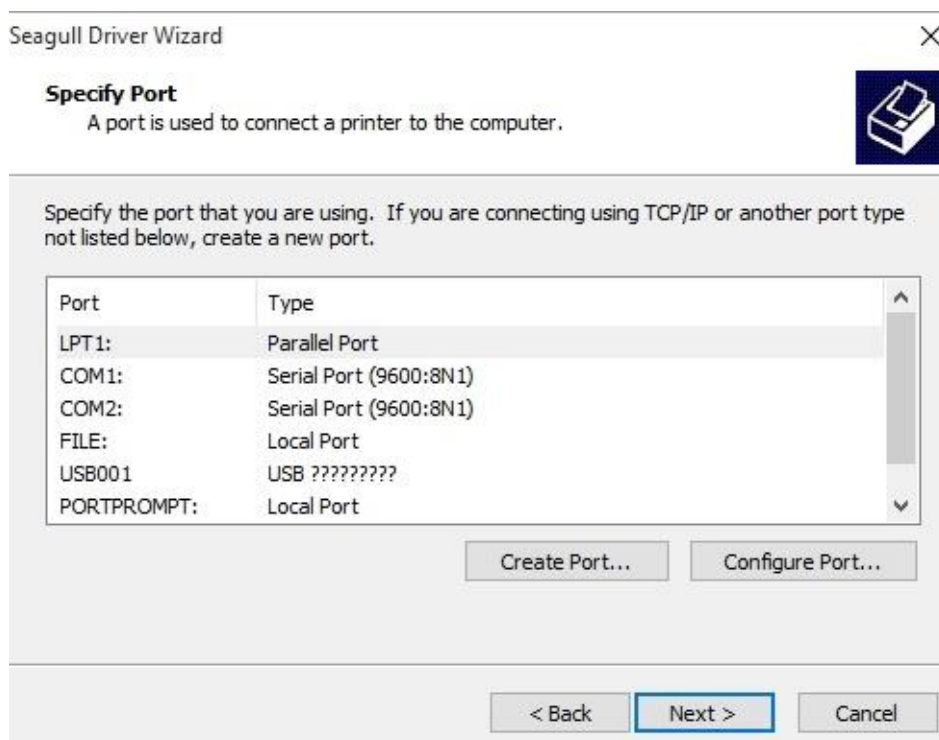 Seagull Driver Wizard
Specify Port
A port is used to connect a printer to the computer.
Specify the port that you are using.  If you are connecting using TCP/IP or another port type
not listed below, create a new port.
Port Type
LPT1: Parallel Port
COM1: Serial Port (9600:8N1)
COM2: Serial Port (9600:8N1)
FILE: Local Port
USB001 USB ?????????
PORTPROMPT: Local Port
Create Port... Configure Port...
< Back Next > Cancel